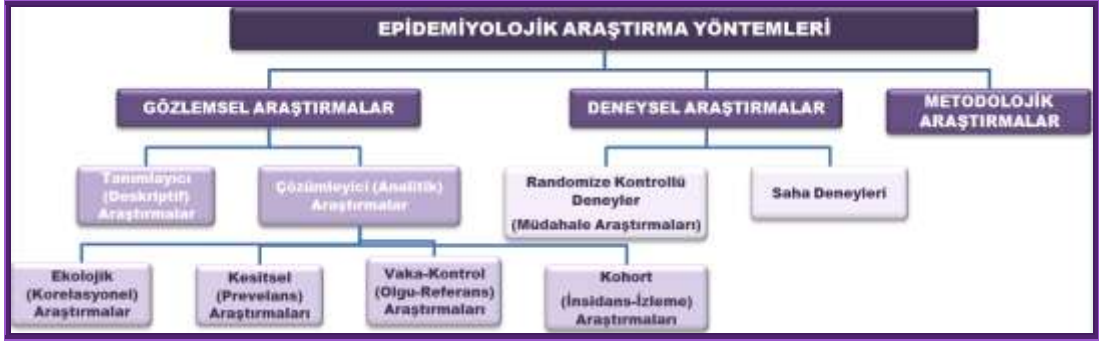 EPİDEMİYOLOJİK ARAŞTIRMA YÖNTEMLERİ
GÖZLEMSEL ARAŞTIRMALAR
DENEYSEL ARAŞTIRMALAR
METODOLOJİK
ARAŞTIRMALAR
Tanımlayıcı
(Deskriptif)
Araştırmalar
Çözümleyici (Analitik)
Araştırmalar
Randomize Kontrollü
Deneyler
(Müdahale Araştırmaları)
Saha Deneyleri
Ekolojik
(Korelasyonel)
Araştırmalar
Kesitsel
(Prevelans)
Araştırmaları
Vaka-Kontrol
(Olgu-Referans)
Araştırmaları
Kohort
(İnsidans-İzleme)
Araştırmaları